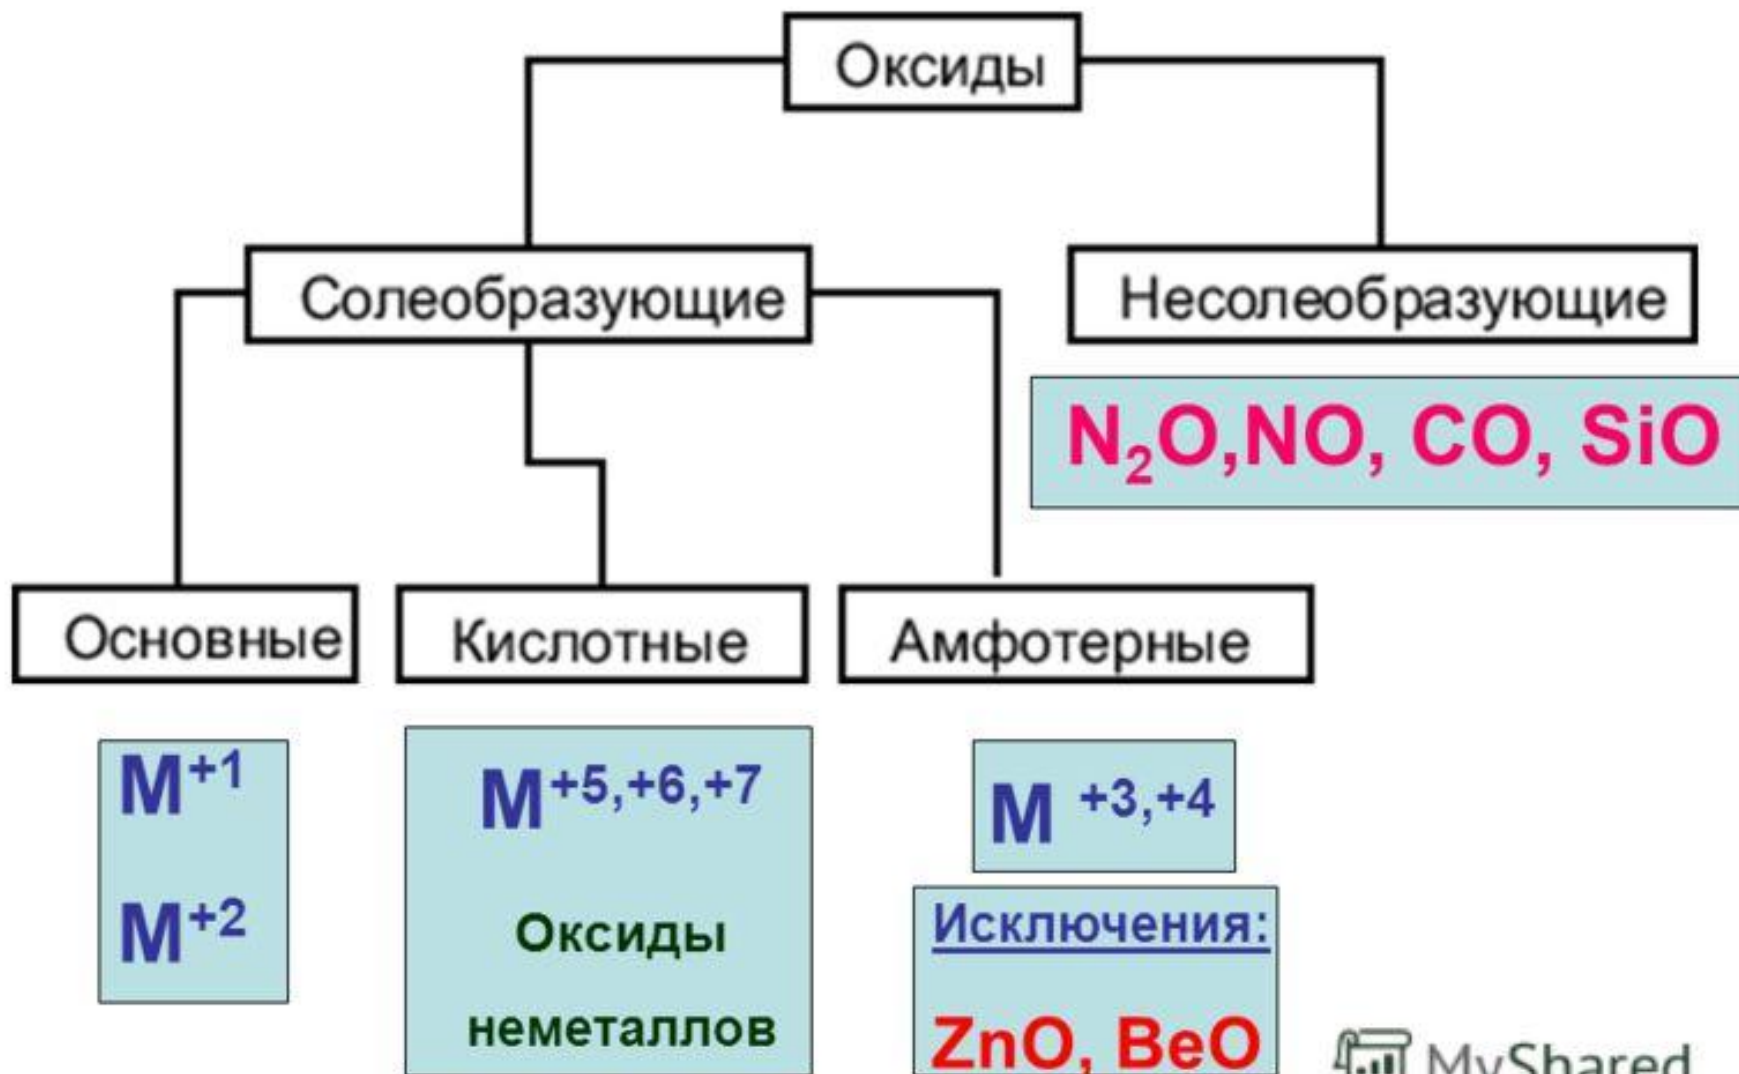 Оксиды
Солеобразующие
Несолеобразующие
N₂O,NO, CO, SiO
Основные
Кислотные
Амфотерные
M⁺¹
M⁺²
M⁺⁵,⁺⁶,⁺⁷
Оксиды
неметаллов
M ⁺³,⁺⁴
Исключения:
ZnO, BeO
MyShared